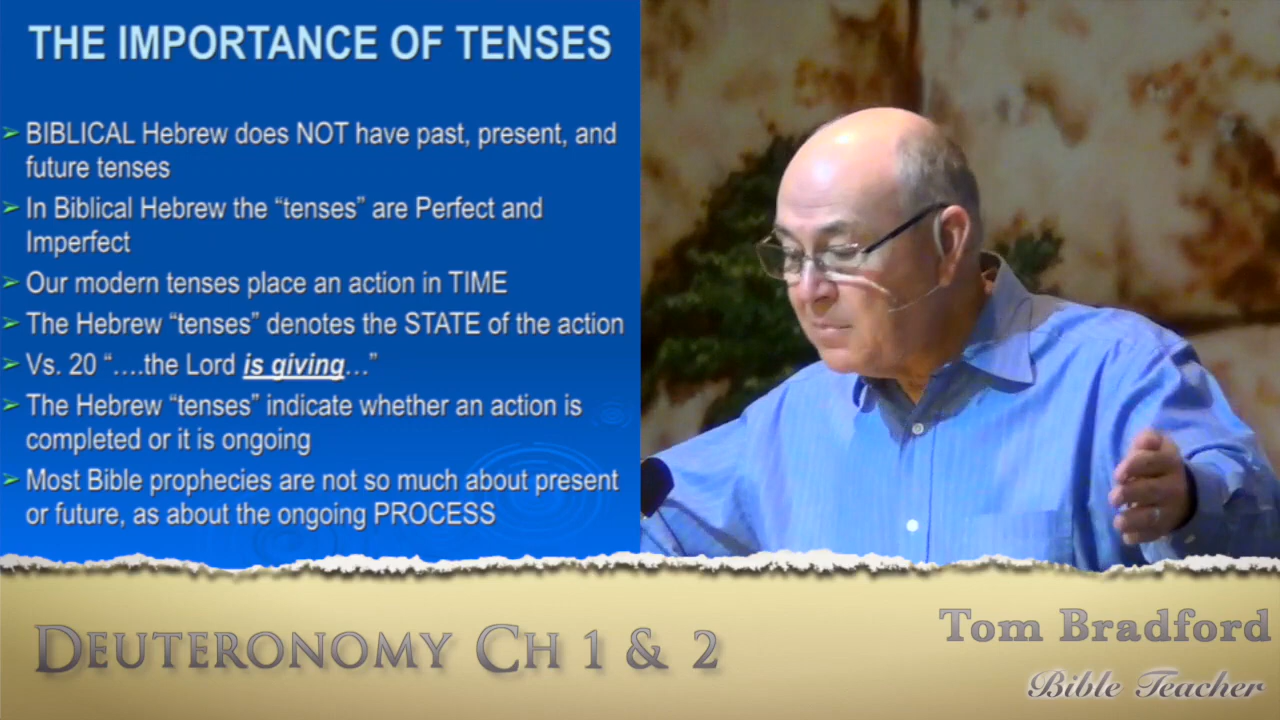 THE IMPORTANCE OF TENSES
➢ BIBLICAL Hebrew does NOT have past, present, and
future tenses
➢ In Biblical Hebrew the “tenses” are Perfect and
Imperfect
➢ Our modern tenses place an action in TIME
➢ The Hebrew “tenses” denotes the STATE of the action
➢ Vs. 20 “….the Lord is giving…”
➢ The Hebrew “tenses” indicate whether an action is
completed or it is ongoing
➢ Most Bible prophecies are not so much about present
or future, as about the ongoing PROCESS
DEUTERONOMY CH 1 & 2
Tom Bradford
Bible Teacher